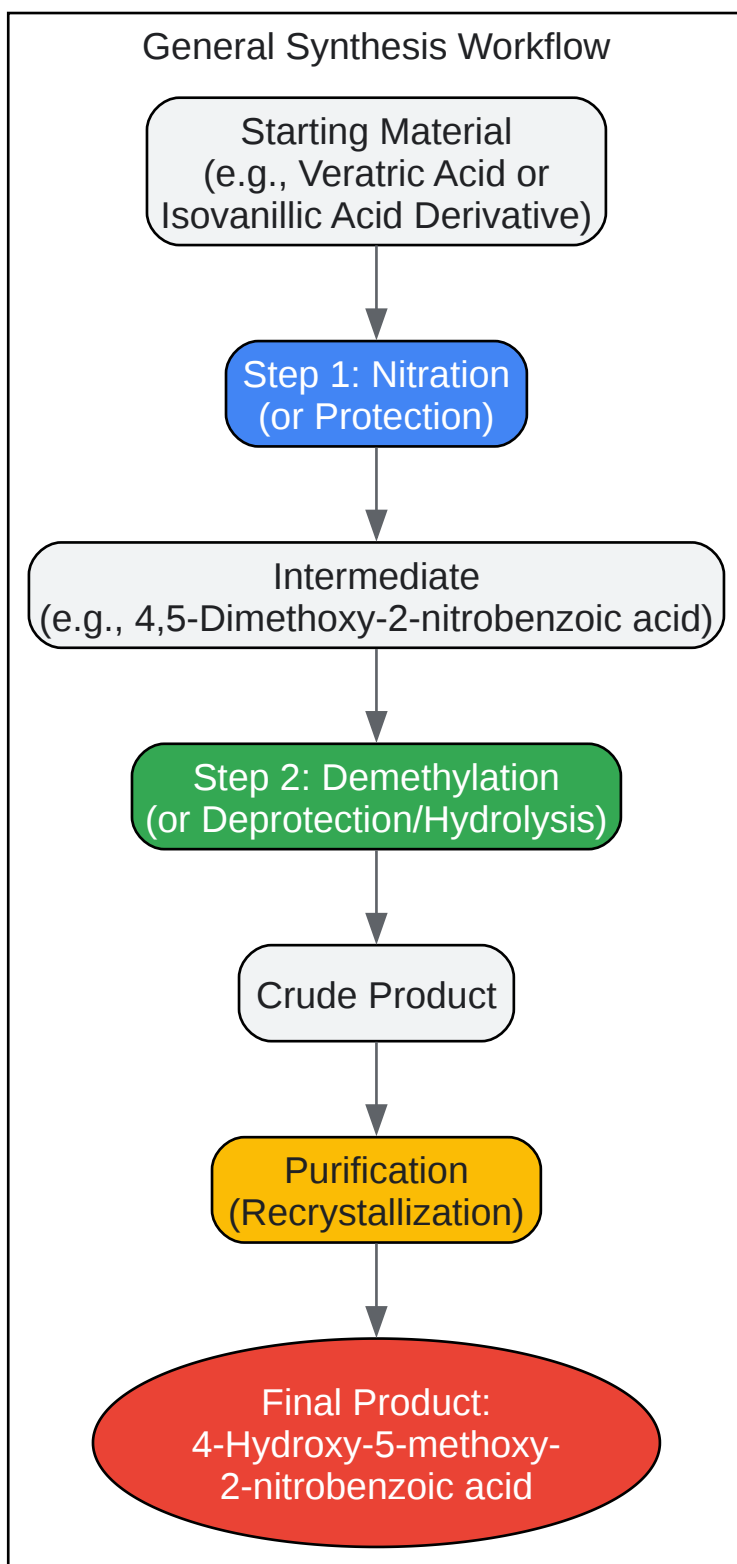 General Synthesis Workflow
Starting Material
(e.g., Veratric Acid or
Isovanillic Acid Derivative)
Step 1: Nitration
(or Protection)
Intermediate
(e.g., 4,5-Dimethoxy-2-nitrobenzoic acid)
Step 2: Demethylation
(or Deprotection/Hydrolysis)
Crude Product
Purification
(Recrystallization)
Final Product:
4-Hydroxy-5-methoxy-
2-nitrobenzoic acid